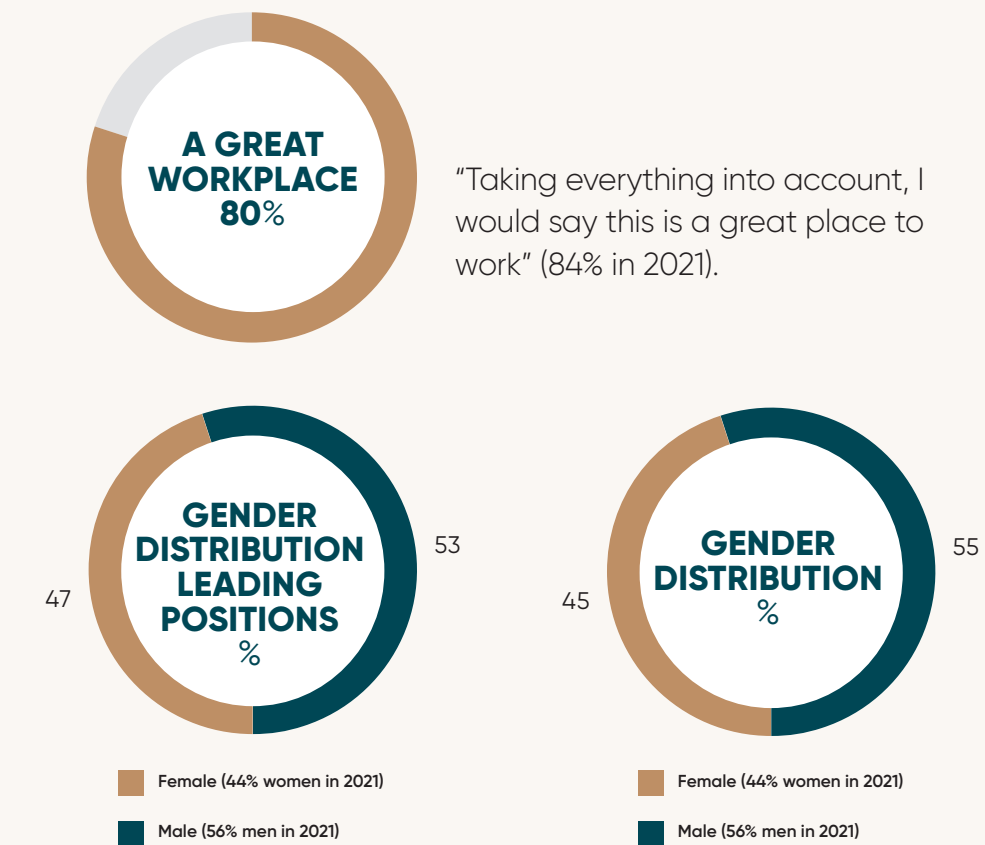 A GREAT
WORKPLACE
80%
“Taking everything into account, I
would say this is a great place to
work” (84% in 2021).
GENDER
DISTRIBUTION
LEADING
POSITIONS
%
47
53
Female (44% women in 2021)
Male (56% men in 2021)
GENDER
DISTRIBUTION
%
45
55
Female (44% women in 2021)
Male (56% men in 2021)